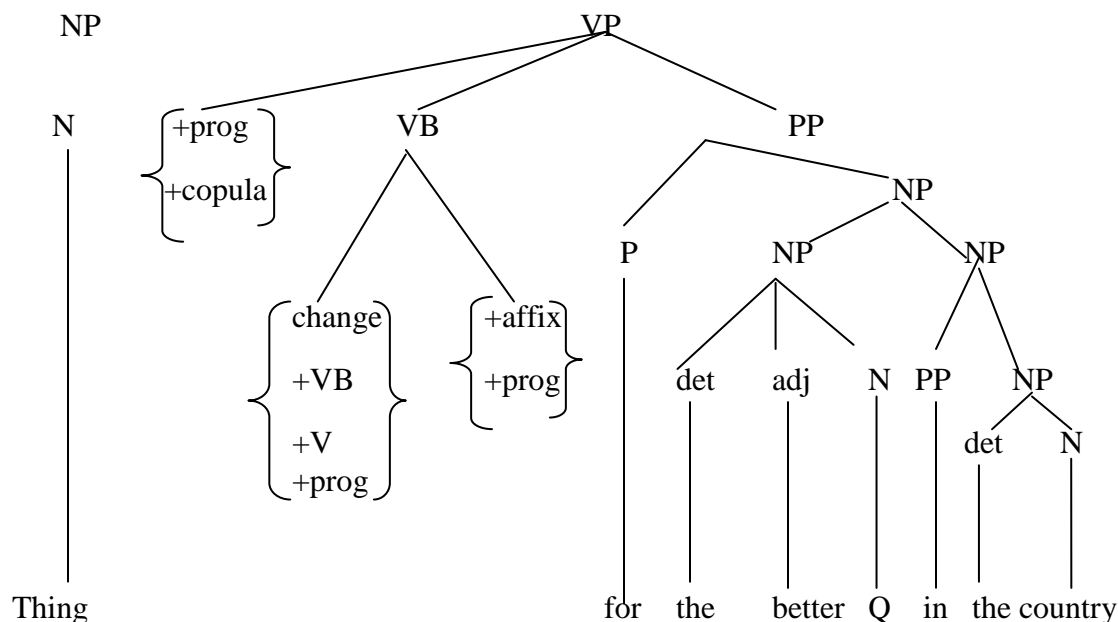 NP VP
N +prog VB PP
+copula NP
P NP NP
change +affix
+VB +prog det adj N PP NP
+V det N
+prog
Thing for the better Q in the country